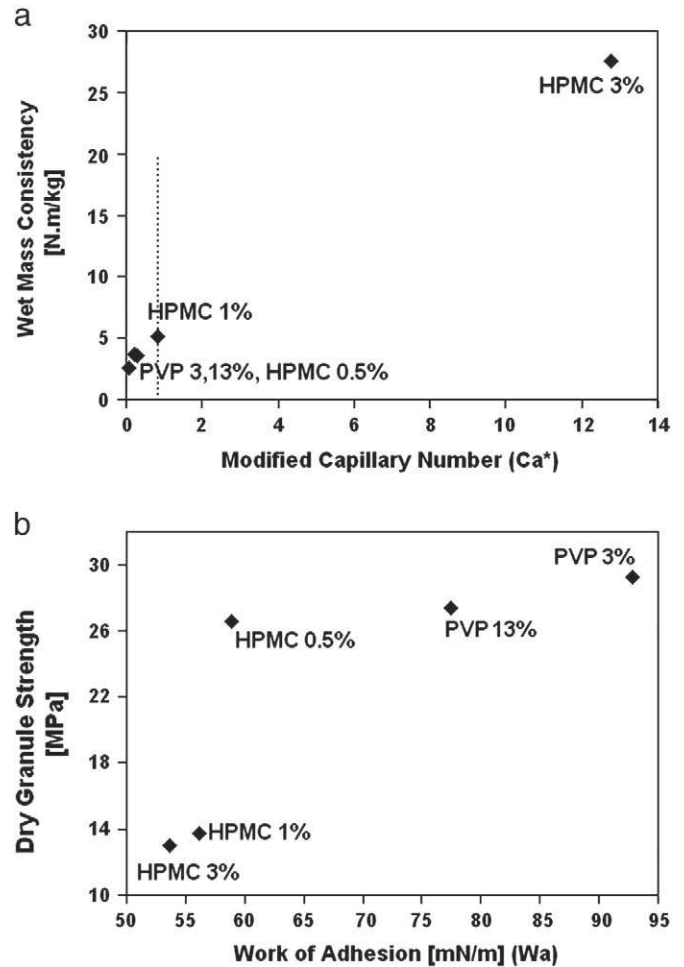 a
30
25
20
15
10
5
0
Wet Mass Consistency
[N.m/kg]
HPMC 3%
HPMC 1%
PVP 3,13%, HPMC 0.5%
0 2 4 6 8 10 12 14
Modified Capillary Number (Ca*)
b
30
26
22
18
14
10
Dry Granule Strength
[MPa]
PVP 3%
PVP 13%
HPMC 0.5%
HPMC 1%
HPMC 3%
50 55 60 65 70 75 80 85 90 95
Work of Adhesion [mN/m] (Wa)